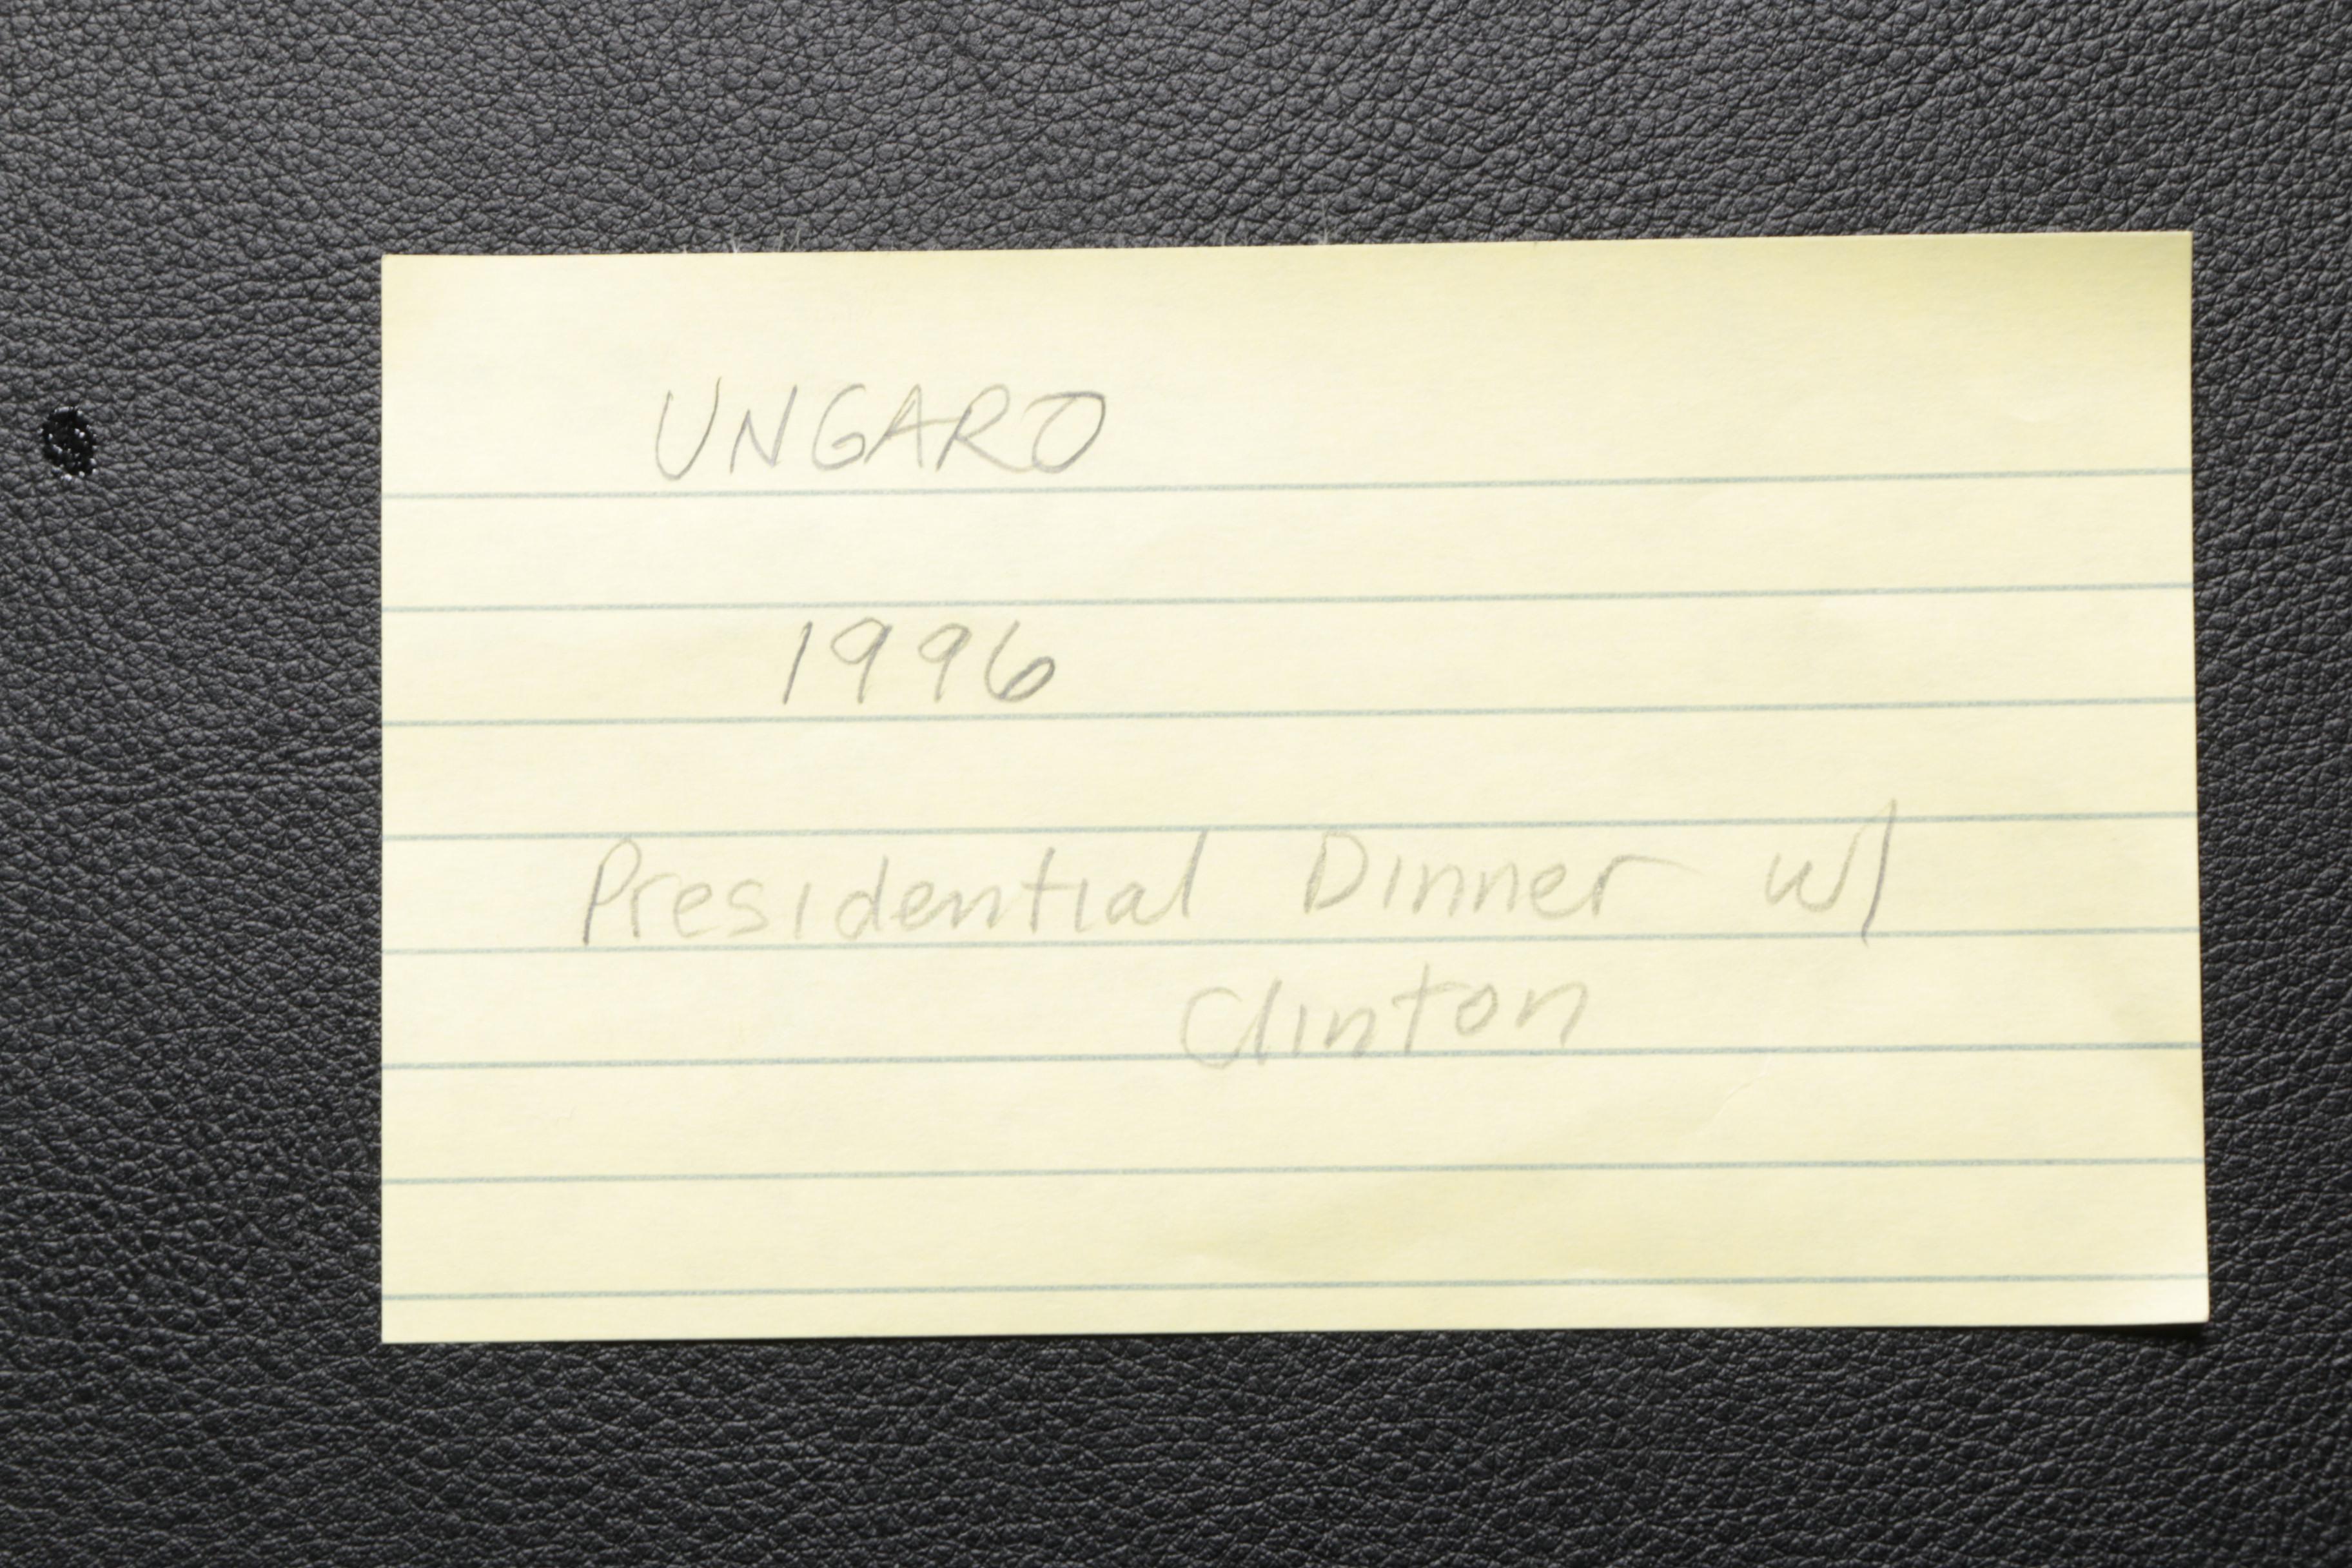 UNGARO
1996
Presidential Dinner w/
Clinton